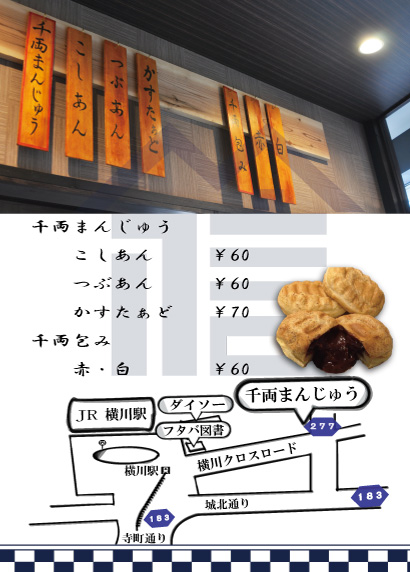 千両まんじゅう
こしあん
つぶあん
かすたぁど
千両包み
赤・白
千両まんじゅう
こしあん ¥60
つぶあん ¥60
かすたぁど ¥70
千両包み
赤・白 ¥60
千両まんじゅう
JR 横川駅
ダイソー
フタバ図書
277
横川駅
横川クロスロード
183
城北通り
183
寺町通り